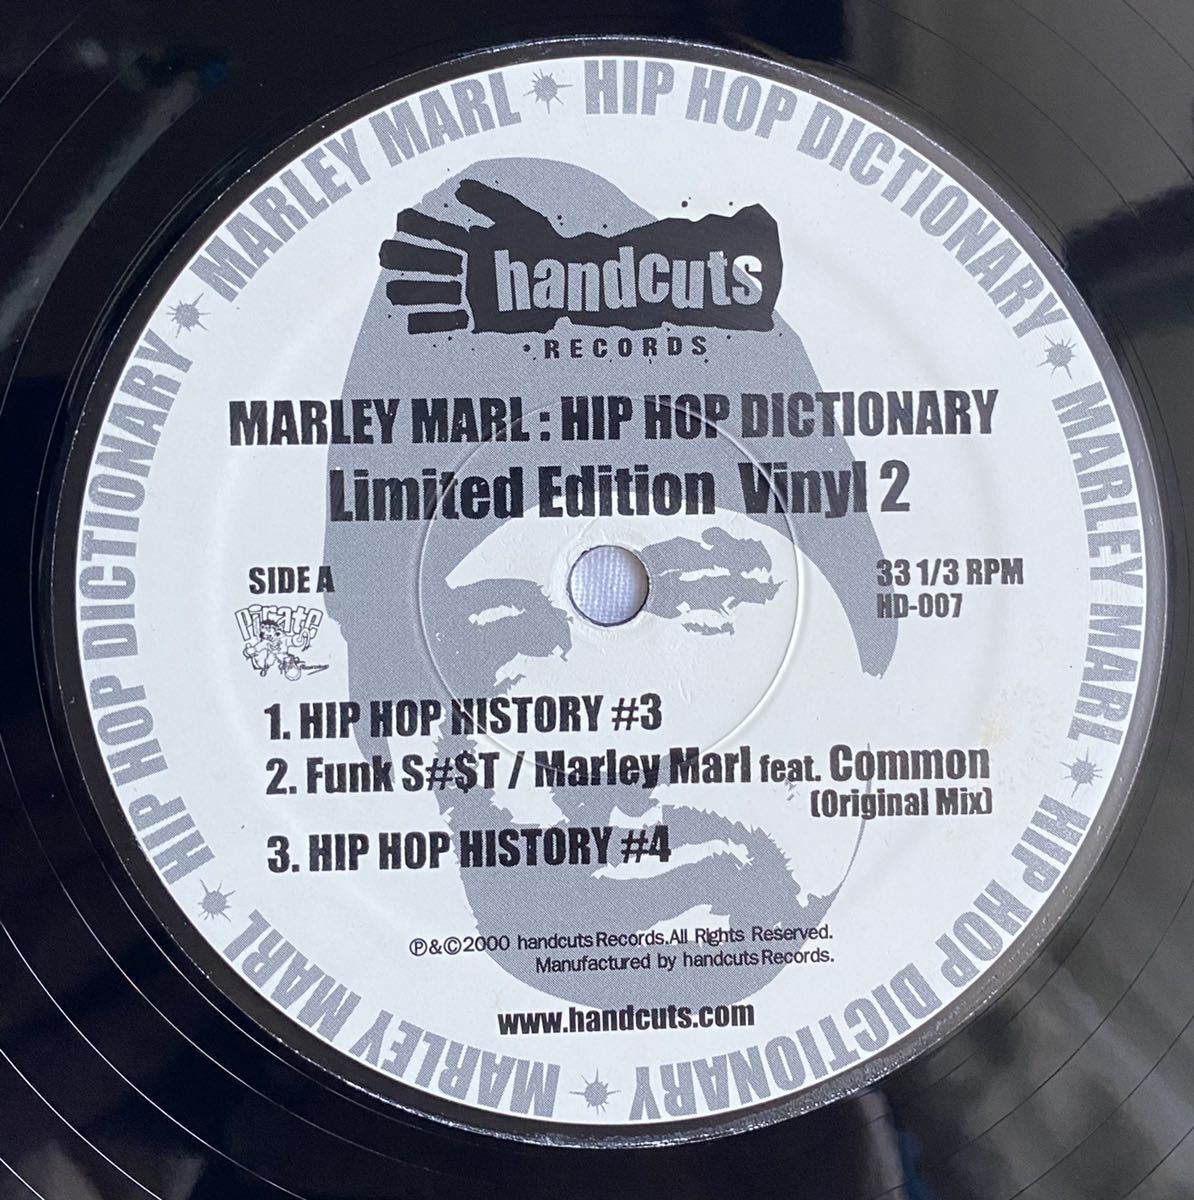 handcuts
RECORDS
MARLEY MARL : HIP HOP DICTIONARY
Limited Edition Vinyl 2
SIDE A
33 1/3 RPM
HD-007
Pirate
1. HIP HOP HISTORY #3
2. Funk S#$T / Marley Marl feat. Common
(Original Mix)
3. HIP HOP HISTORY #4
℗&©2000 handcuts Records.All Rights Reserved.
Manufactured by handcuts Records.
www.handcuts.com
MARLEY MARL * HIP HOP DICTIONARY * MARLEY MARL * HIP HOP DICTIONARY * MARLEY MARL * HIP HOP DICTIONARY *